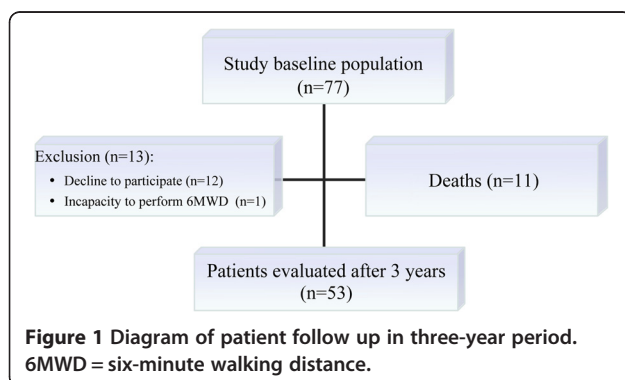 Study baseline population
(n=77)
Exclusion (n=13):
• Decline to participate (n=12)
• Incapacity to perform 6MWD (n=1)
Deaths (n=11)
Patients evaluated after 3 years
(n=53)
Figure 1 Diagram of patient follow up in three-year period.
6MWD = six-minute walking distance.